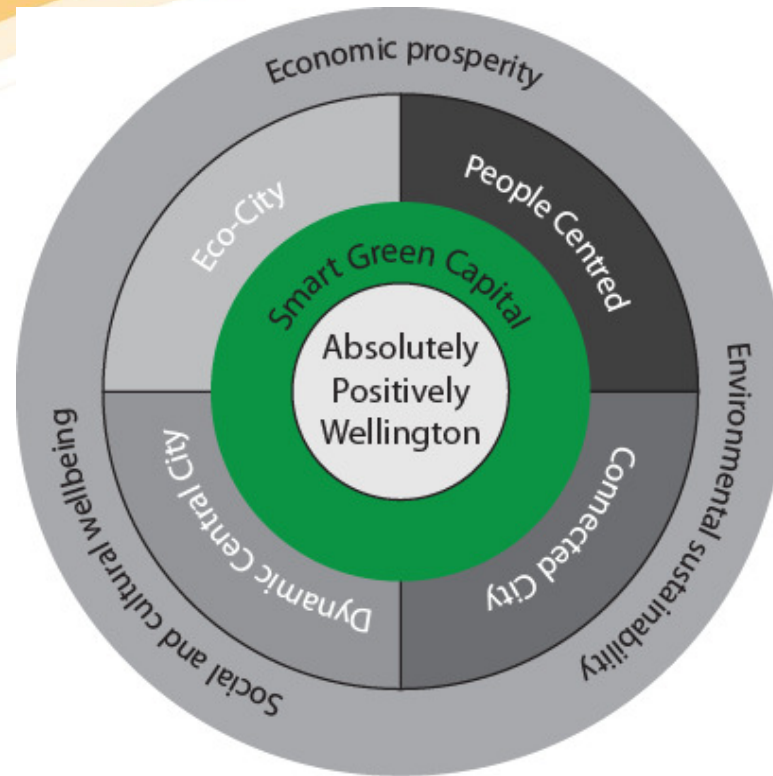 Economic prosperity
Eco-City
People Centred
Smart Green Capital
Absolutely
Positively
Wellington
Dynamic Central City
Connected City
Social and cultural wellbeing
Environmental sustainability